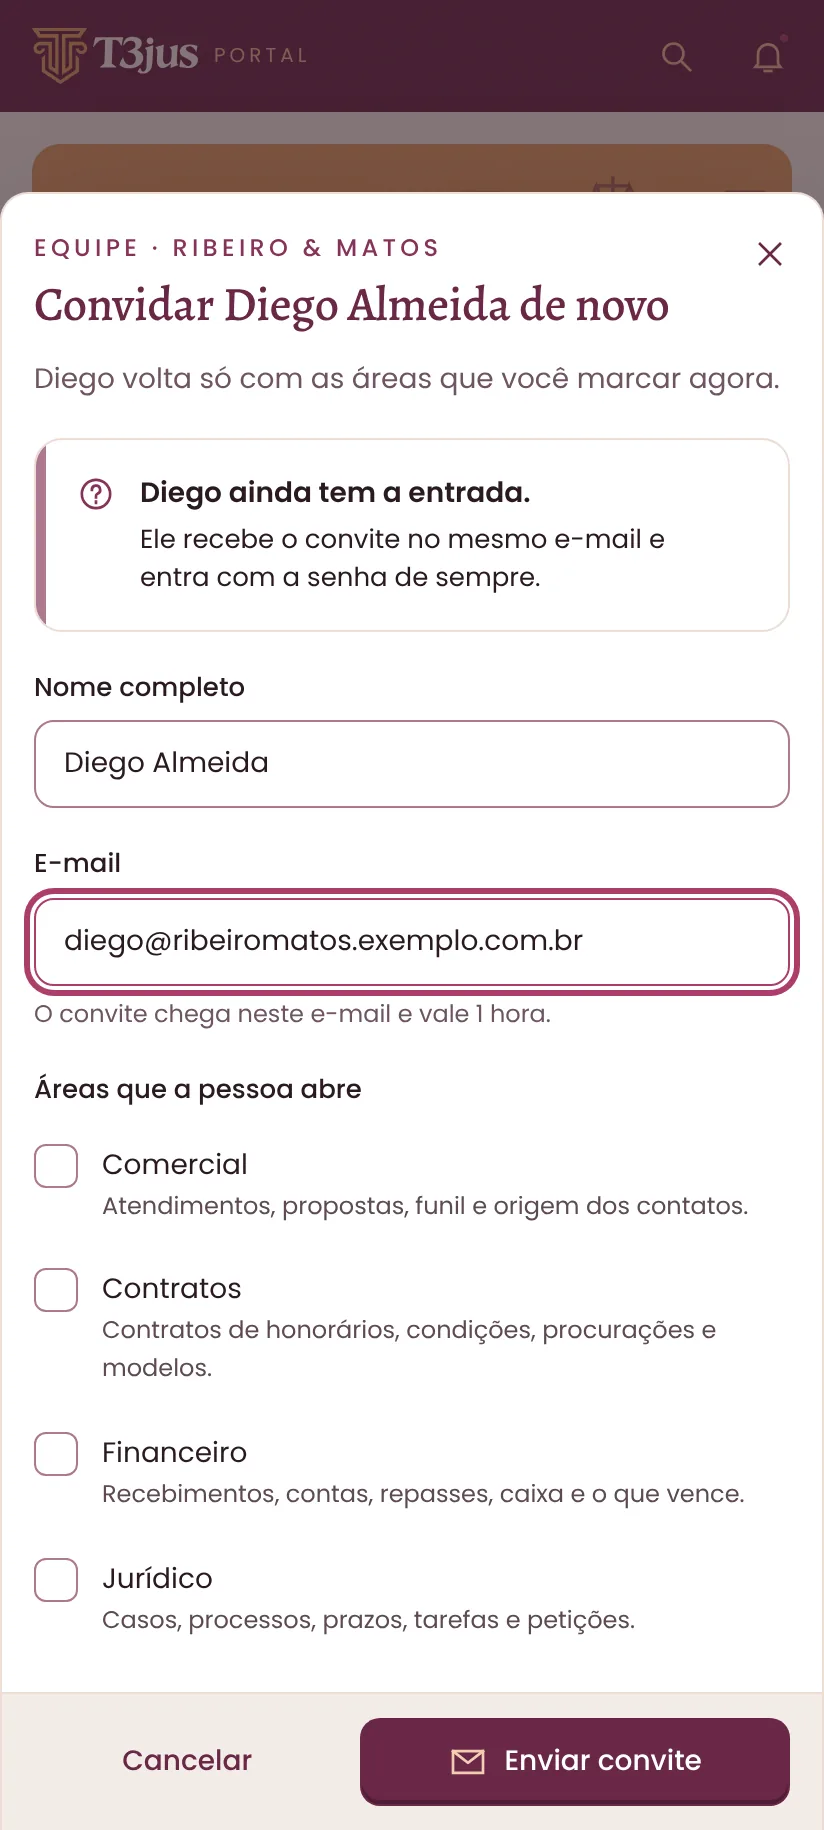 T3jus PORTAL
EQUIPE · RIBEIRO & MATOS
Convidar Diego Almeida de novo
Diego volta só com as áreas que você marcar agora.
Diego ainda tem a entrada.
Ele recebe o convite no mesmo e-mail e
entra com a senha de sempre.
Nome completo
Diego Almeida
E-mail
diego@ribeiromatos.exemplo.com.br
O convite chega neste e-mail e vale 1 hora.
Áreas que a pessoa abre
Comercial
Atendimentos, propostas, funil e origem dos contatos.
Contratos
Contratos de honorários, condições, procurações e
modelos.
Financeiro
Recebimentos, contas, repasses, caixa e o que vence.
Jurídico
Casos, processos, prazos, tarefas e petições.
Cancelar
Enviar convite